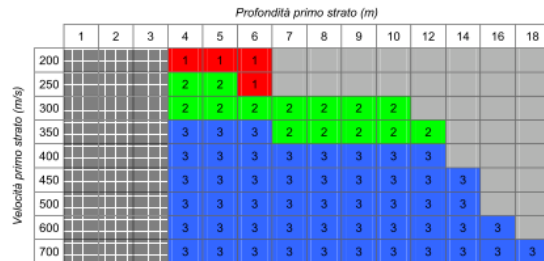 Profondità primo strato (m)
1 2 3 4 5 6 7 8 9 10 12 14 16 18
Velocità primo strato (m/s)
200 1 1 1
250 2 2 1
300 2 2 2 2 2 2 2
350 3 3 3 2 2 2 2 2
400 3 3 3 3 3 3 3 3
450 3 3 3 3 3 3 3 3 3
500 3 3 3 3 3 3 3 3 3
600 3 3 3 3 3 3 3 3 3 3
700 3 3 3 3 3 3 3 3 3 3 3